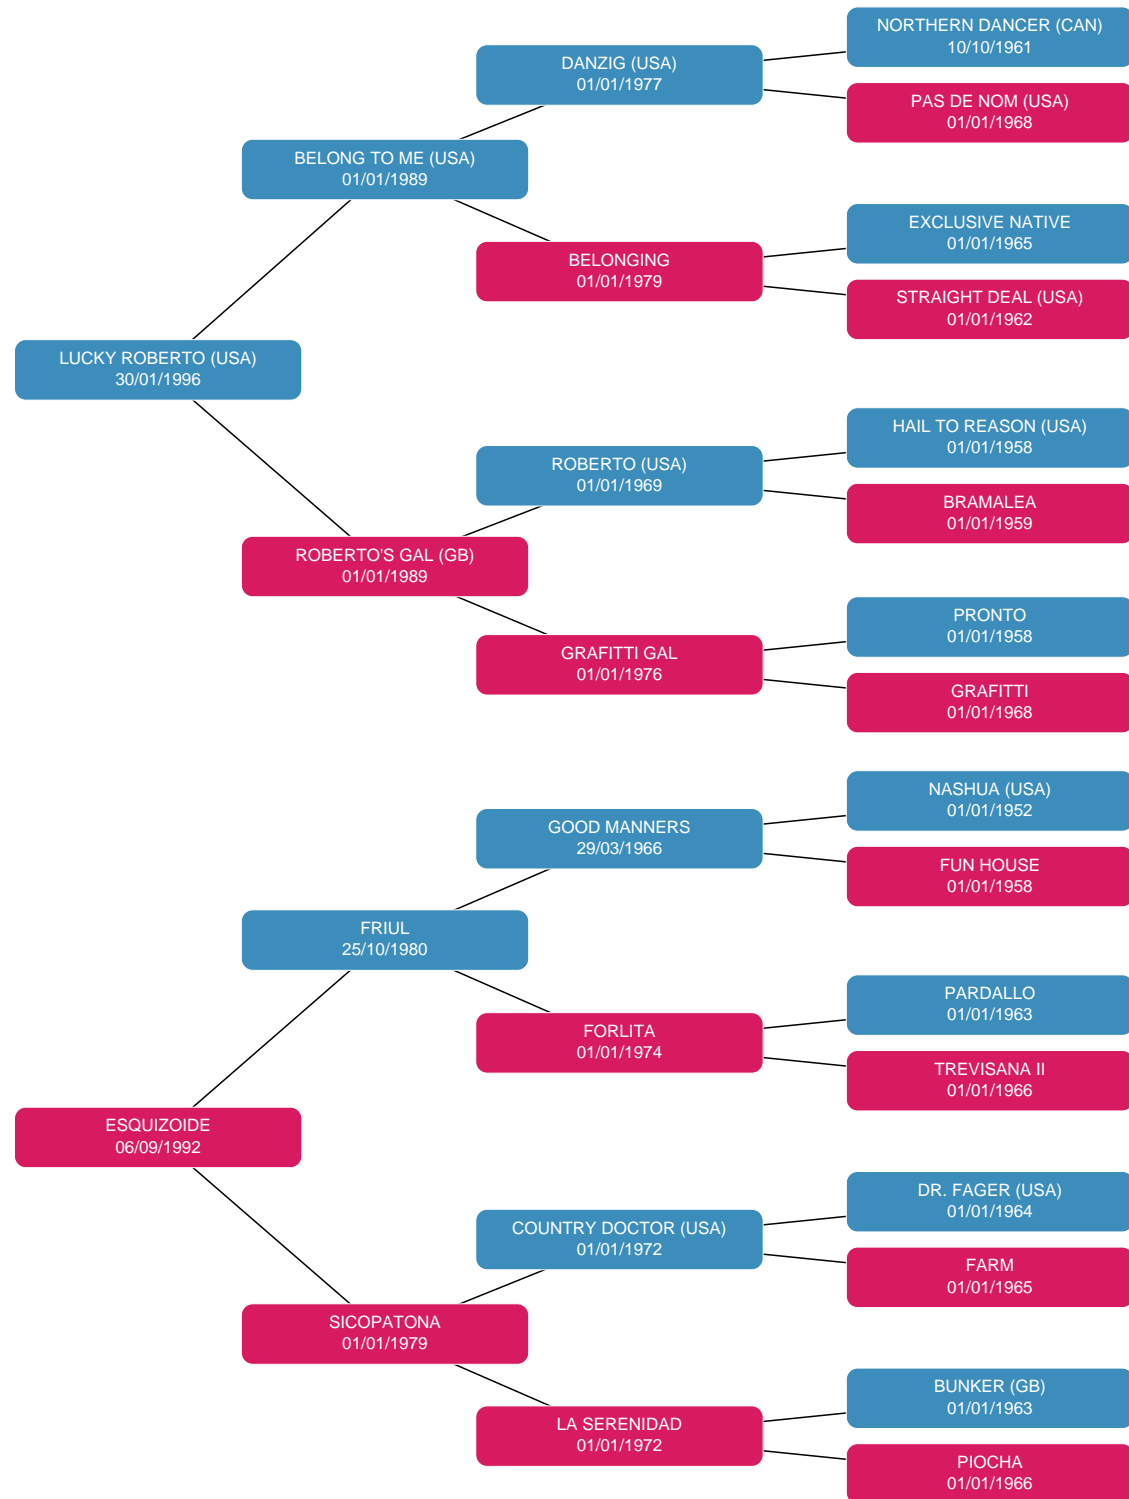 NORTHERN DANCER (CAN)
10/10/1961
DANZIG (USA)
01/01/1977
PAS DE NOM (USA)
01/01/1968
BELONG TO ME (USA)
01/01/1989
EXCLUSIVE NATIVE
01/01/1965
BELONGING
01/01/1979
STRAIGHT DEAL (USA)
01/01/1962
LUCKY ROBERTO (USA)
30/01/1996
HAIL TO REASON (USA)
01/01/1958
ROBERTO (USA)
01/01/1969
BRAMALEA
01/01/1959
ROBERTO'S GAL (GB)
01/01/1989
PRONTO
01/01/1958
GRAFITTI GAL
01/01/1976
GRAFITTI
01/01/1968
NASHUA (USA)
01/01/1952
GOOD MANNERS
29/03/1966
FUN HOUSE
01/01/1958
FRIUL
25/10/1980
PARDALLO
01/01/1963
FORLITA
01/01/1974
TREVISANA II
01/01/1966
ESQUIZOIDE
06/09/1992
DR. FAGER (USA)
01/01/1964
COUNTRY DOCTOR (USA)
01/01/1972
FARM
01/01/1965
SICOPATONA
01/01/1979
BUNKER (GB)
01/01/1963
LA SERENIDAD
01/01/1972
PIOCHA
01/01/1966